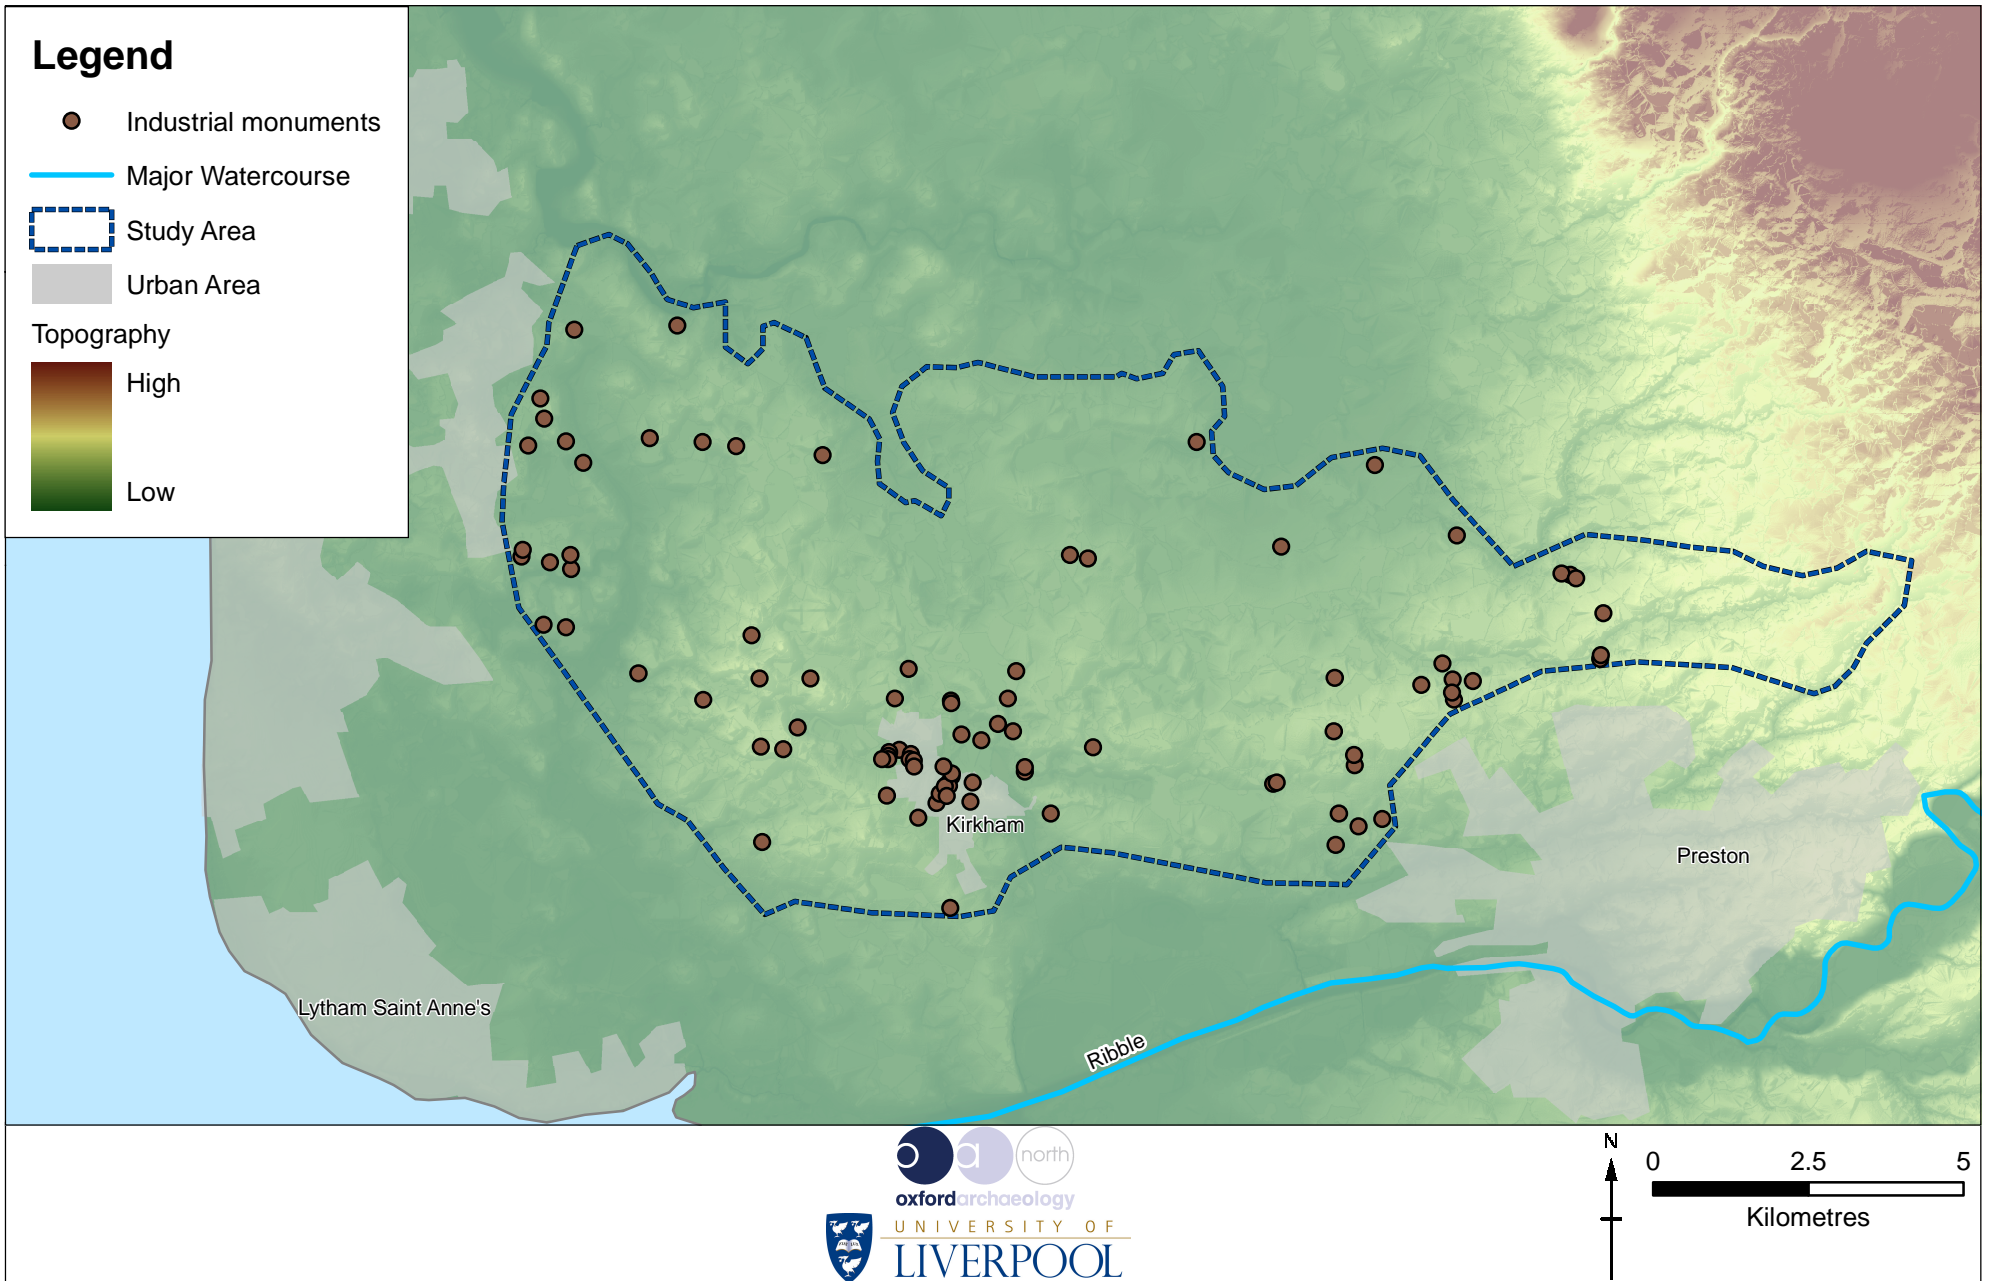 Legend
Industrial monuments
Major Watercourse
Study Area
Urban Area
Topography
High
Low
Kirkham
Preston
Lytham Saint Anne's
Ribble
oa north
oxfordarchaeology
UNIVERSITY OF
LIVERPOOL
N
0 2.5 5
Kilometres